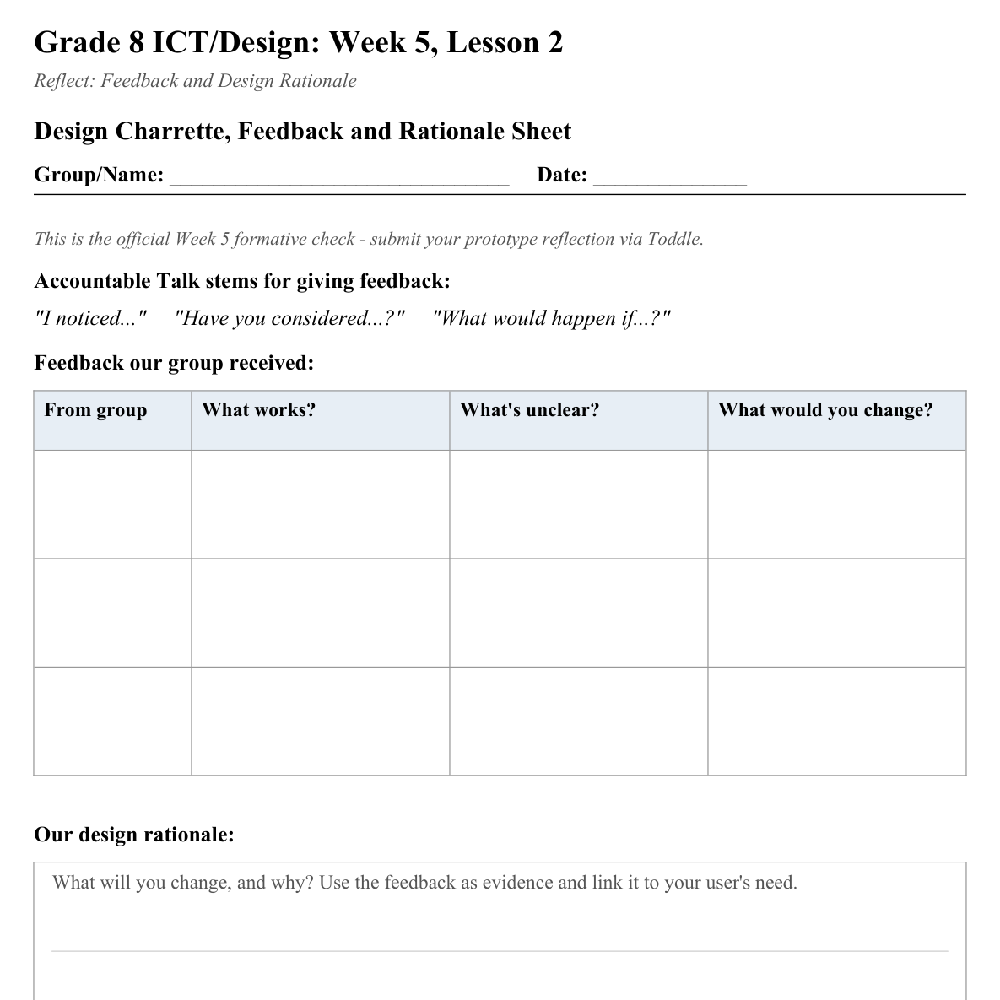 Grade 8 ICT/Design: Week 5, Lesson 2
Reflect: Feedback and Design Rationale
Design Charrette, Feedback and Rationale Sheet
Group/Name: _______________________________ Date: ______________
This is the official Week 5 formative check - submit your prototype reflection via Toddle.
Accountable Talk stems for giving feedback:
"I noticed..." "Have you considered...?" "What would happen if...?"
Feedback our group received:
From group What works? What's unclear? What would you change?
Our design rationale:
What will you change, and why? Use the feedback as evidence and link it to your user's need.